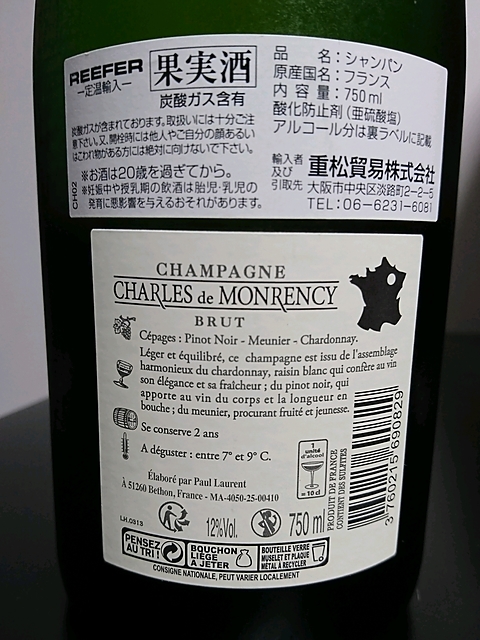 REEFER
ー定温輸入ー
果実酒
炭酸ガス含有
炭酸ガスが含まれております。取扱いには十分ご注
意下さい。又、開栓時には他人やご自分の顔あるい
はこわれ物がある方には絶対に向けないで下さい。
※お酒は20歳を過ぎてから。
※妊娠中や授乳期の飲酒は胎児・乳児の
発育に悪影響を与えるおそれがあります。
CH02
品名:シャンパン
原産国名:フランス
内容量:750ml
酸化防止剤(亜硫酸塩)
アルコール分は裏ラベルに記載
輸入者及び引取先
重松貿易株式会社
大阪市中央区淡路町2-2-5
TEL:06-6231-6081
CHAMPAGNE
CHARLES de MONRENCY
BRUT
Cépages : Pinot Noir - Meunier - Chardonnay.
Léger et équilibré, ce champagne est issu de l'assemblage
harmonieux du chardonnay, raisin blanc qui confère au vin
son élégance et sa fraîcheur ; du pinot noir, qui
apporte au vin du corps et la longueur en
bouche ; du meunier, procurant fruité et jeunesse.
Se conserve 2 ans
A déguster : entre 7° et 9° C.
Élaboré par Paul Laurent
À 51260 Bethon, France - MA-4050-25-00410
1
unité
d'alcool
= 10 cl
PRODUIT DE FRANCE
CONTIENT DES SULFITES
3760215690829
LH.0313
12%Vol.
750 ml
PENSEZ
AU TRI !
BOUCHON
LIÈGE
A JETER
BOUTEILLE VERRE
MUSELET ET PLAQUE
MÉTAL À RECYCLER
CONSIGNE NATIONALE, PEUT VARIER LOCALEMENT